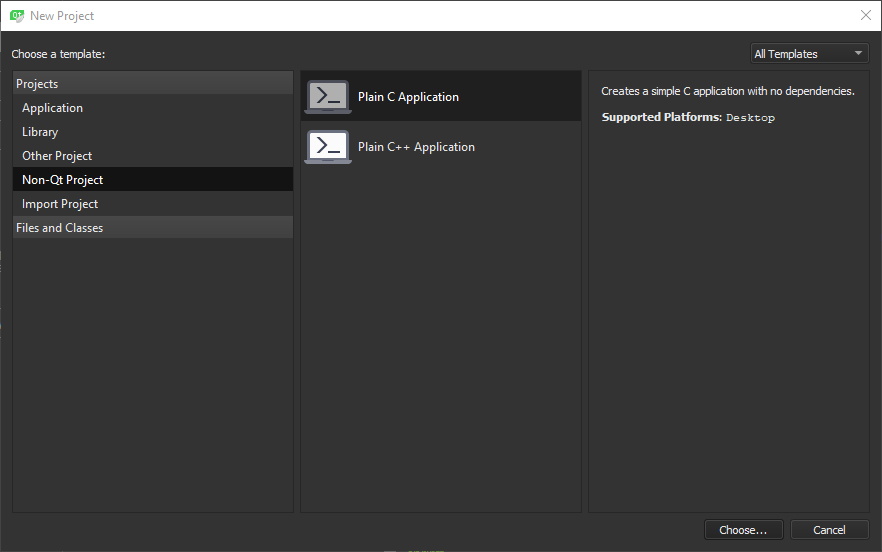 New Project
Choose a template:
All Templates
Projects
Application
Library
Other Project
Non-Qt Project
Import Project
Files and Classes
Plain C Application
Plain C++ Application
Creates a simple C application with no dependencies.
Supported Platforms: Desktop
Choose...
Cancel